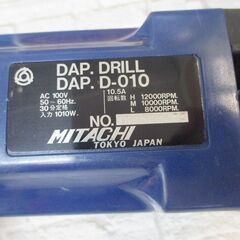 DAP. DRILL
DAP. D-010
AC 100V
50~60Hz.
30分定格
入力 1010W.
10.5A
回転数 H 12000RPM.
M 10000RPM.
L 8000RPM.
NO.
MITACHI
TOKYO JAPAN